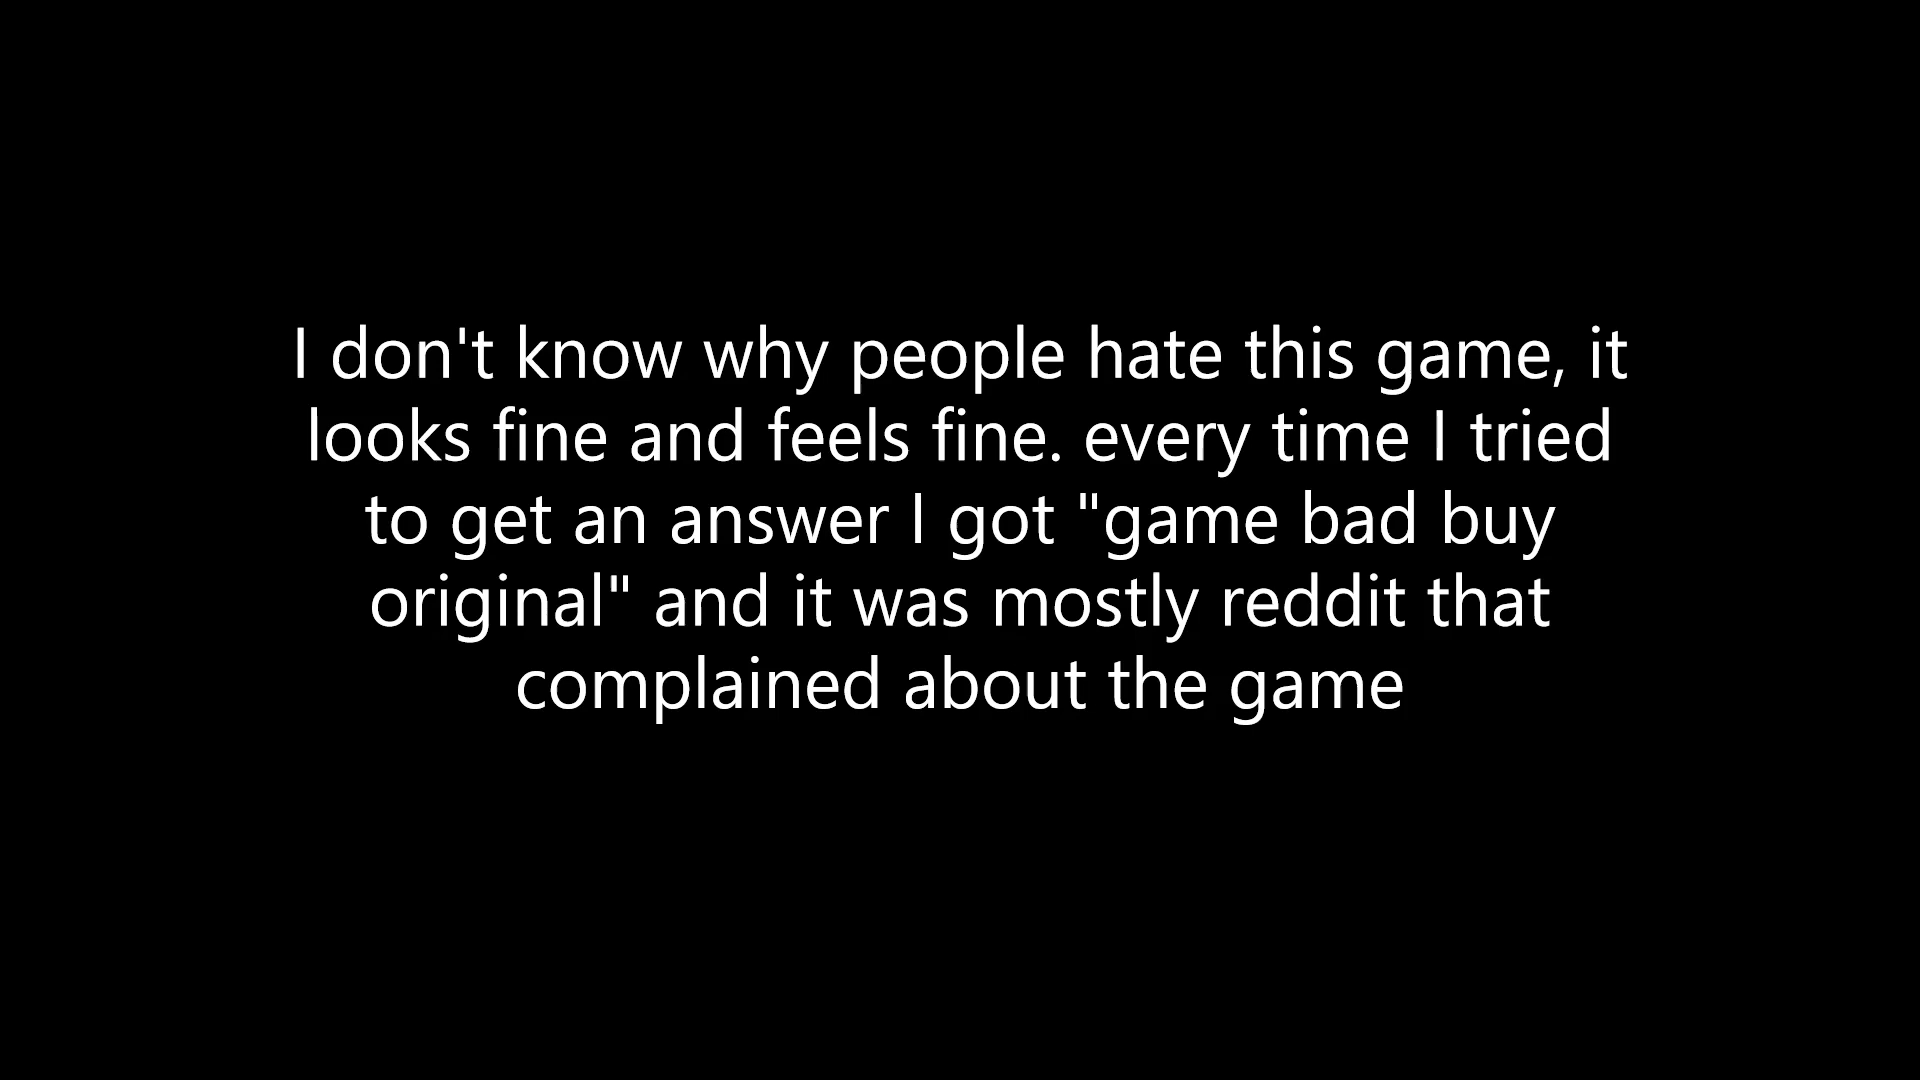 I don't know why people hate this game, it
looks fine and feels fine. every time I tried
to get an answer I got "game bad buy
original" and it was mostly reddit that
complained about the game